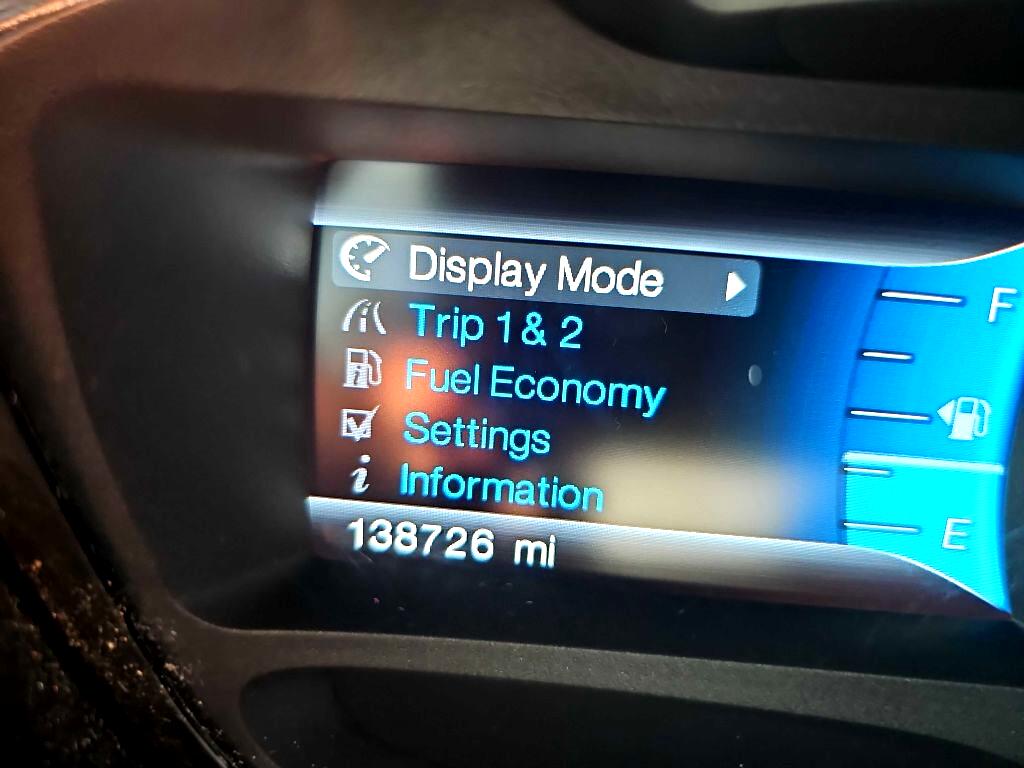 Display Mode
Trip 1 & 2
Fuel Economy
Settings
Information
138726 mi
F
E